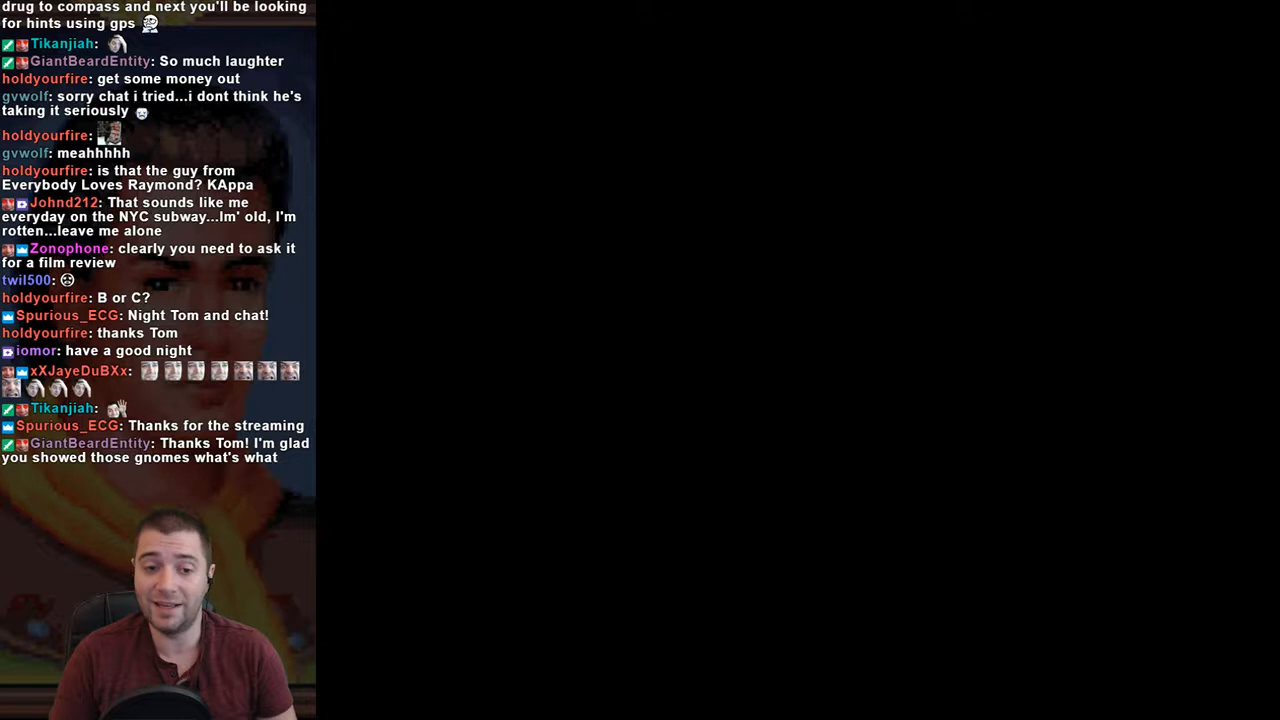 drug to compass and next you'll be looking
for hints using gps
Tikanjiah:
GiantBeardEntity: So much laughter
holdyourfire: get some money out
gvwolf: sorry chat i tried...i dont think he's
taking it seriously
holdyourfire:
gvwolf: meahhhhh
holdyourfire: is that the guy from
Everybody Loves Raymond? KAppa
Johnd212: That sounds like me
everyday on the NYC subway...Im' old, I'm
rotten...leave me alone
Zonophone: clearly you need to ask it
for a film review
twil500:
holdyourfire: B or C?
Spurious_ECG: Night Tom and chat!
holdyourfire: thanks Tom
iomor: have a good night
xXJayeDuBXx:
Tikanjiah:
Spurious_ECG: Thanks for the streaming
GiantBeardEntity: Thanks Tom! I'm glad
you showed those gnomes what's what